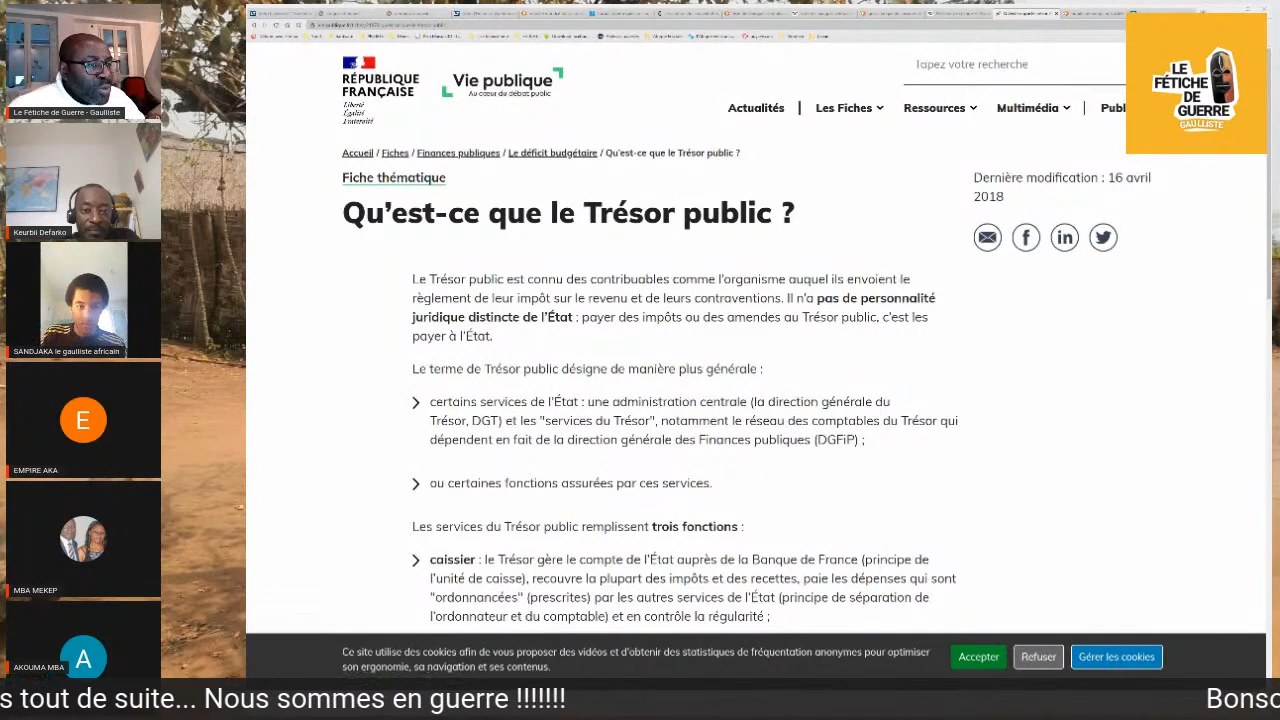 RÉPUBLIQUE
FRANÇAISE
Liberté
Égalité
Fraternité
Vie publique
Au cœur du débat public
Tapez votre recherche
Actualités
Les Fiches
Ressources
Multimédia
Publ
LE
FÉTICHE
DE
GUERRE
GAULLISTE
Accueil / Fiches / Finances publiques / Le déficit budgétaire / Qu'est-ce que le Trésor public ?
Fiche thématique
Qu’est-ce que le Trésor public ?
Dernière modification : 16 avril
2018
Le Trésor public est connu des contribuables comme l’organisme auquel ils envoient le
règlement de leur impôt sur le revenu et de leurs contraventions. Il n’a pas de personnalité
juridique distincte de l’État : payer des impôts ou des amendes au Trésor public, c’est les
payer à l’État.
Le terme de Trésor public désigne de manière plus générale :
certains services de l’État : une administration centrale (la direction générale du
Trésor, DGT) et les "services du Trésor", notamment le réseau des comptables du Trésor qui
dépendent en fait de la direction générale des Finances publiques (DGFiP) ;
ou certaines fonctions assurées par ces services.
Les services du Trésor public remplissent trois fonctions :
caissier : le Trésor gère le compte de l’État auprès de la Banque de France (principe de
l’unité de caisse), recouvre la plupart des impôts et des recettes, paie les dépenses qui sont
"ordonnancées" (prescrites) par les autres services de l’État (principe de séparation de
l’ordonnateur et du comptable) et en contrôle la régularité ;
Ce site utilise des cookies afin de vous proposer des vidéos et d'obtenir des statistiques de fréquentation anonymes pour optimiser
son ergonomie, sa navigation et ses contenus.
Accepter
Refuser
Gérer les cookies
Le Fétiche de Guerre - Gaulliste
Keurbii Defarko
SANDJAKA le gaulliste africain
E
EMPIRE AKA
MBA MEKEP
A
AKOUMA MBA
s tout de suite... Nous sommes en guerre !!!!!!!
Bonso